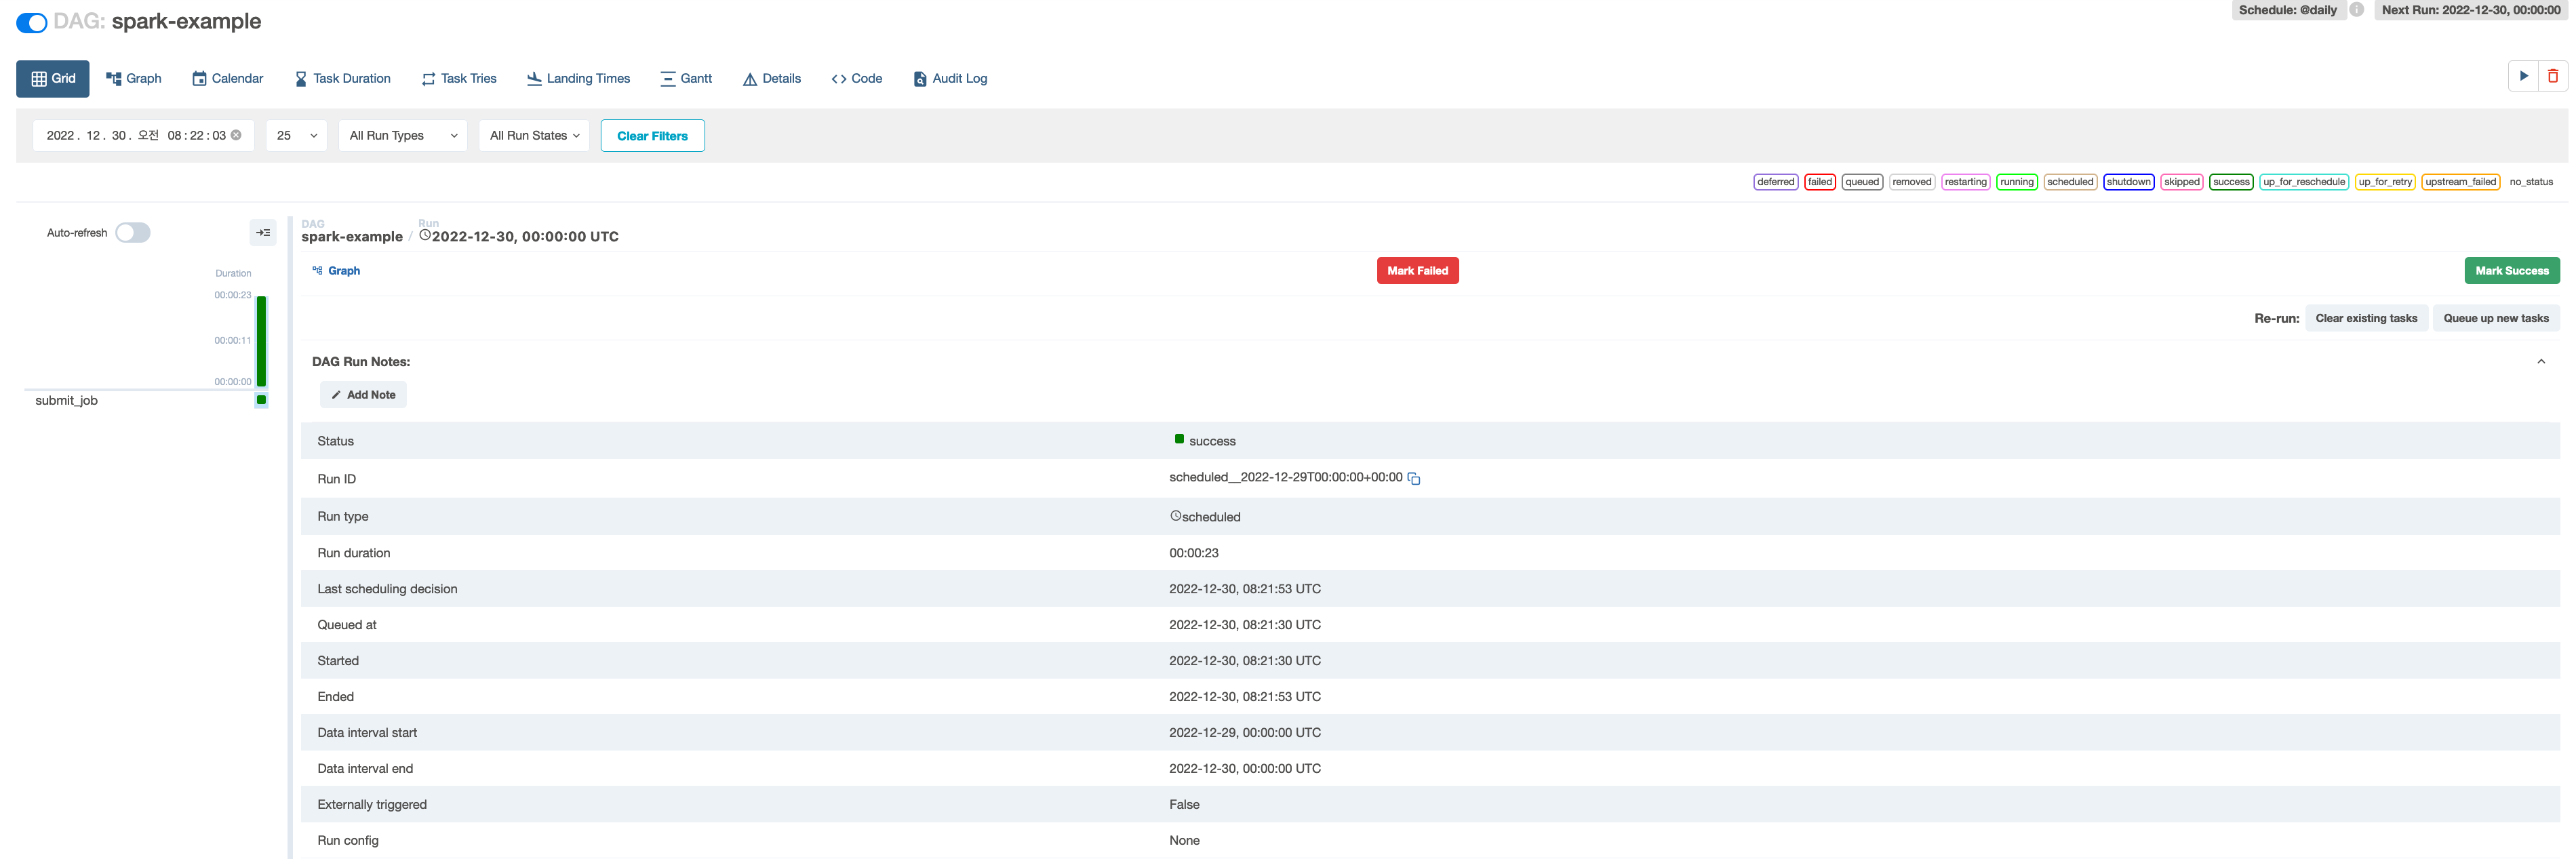 DAG: spark-example
Schedule: @daily Next Run: 2022-12-30, 00:00:00
Grid Graph Calendar Task Duration Task Tries Landing Times Gantt Details Code Audit Log
2022. 12. 30. 오전 08:22:03 25 All Run Types All Run States Clear Filters
deferred failed queued removed restarting running scheduled shutdown skipped success up_for_reschedule up_for_retry upstream_failed no_status
Auto-refresh
Duration
00:00:23
00:00:11
00:00:00
submit_job
DAG Run
spark-example / 2022-12-30, 00:00:00 UTC
Graph Mark Failed Mark Success
Re-run: Clear existing tasks Queue up new tasks
DAG Run Notes:
Add Note
Status success
Run ID scheduled__2022-12-29T00:00:00+00:00
Run type scheduled
Run duration 00:00:23
Last scheduling decision 2022-12-30, 08:21:53 UTC
Queued at 2022-12-30, 08:21:30 UTC
Started 2022-12-30, 08:21:30 UTC
Ended 2022-12-30, 08:21:53 UTC
Data interval start 2022-12-29, 00:00:00 UTC
Data interval end 2022-12-30, 00:00:00 UTC
Externally triggered False
Run config None